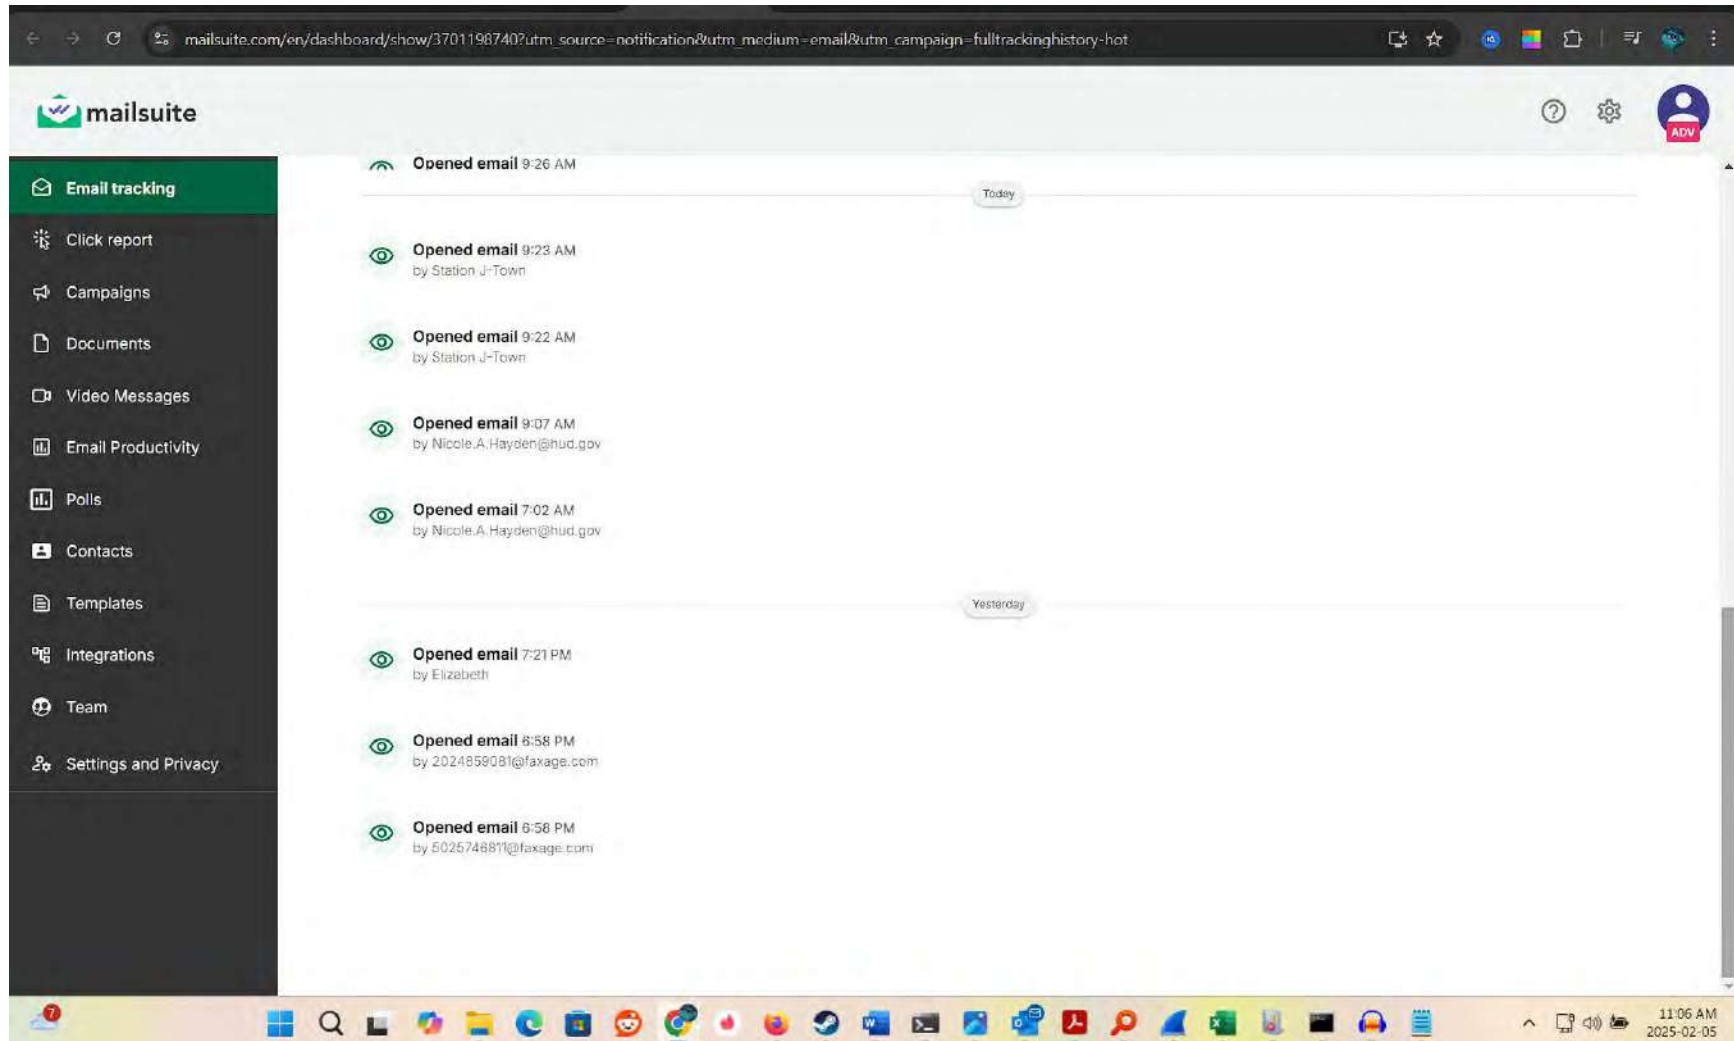 mailsuite.com/en/dashboard/show/3701198740?utm_source=notification&utm_medium=email&utm_campaign=fulltrackinghistory-hot
mailsuite
ADV
Email tracking
Click report
Campaigns
Documents
Video Messages
Email Productivity
Polls
Contacts
Templates
Integrations
Team
Settings and Privacy
Opened email 9:26 AM
Today
Opened email 9:23 AM
by Station J-Town
Opened email 9:22 AM
by Station J-Town
Opened email 9:07 AM
by Nicole.A.Hayden@hud.gov
Opened email 7:02 AM
by Nicole.A.Hayden@hud.gov
Yesterday
Opened email 7:21 PM
by Elizabeth
Opened email 6:58 PM
by 2024859081@faxage.com
Opened email 6:58 PM
by 5025746811@faxage.com
7
11:06 AM
2025-02-05